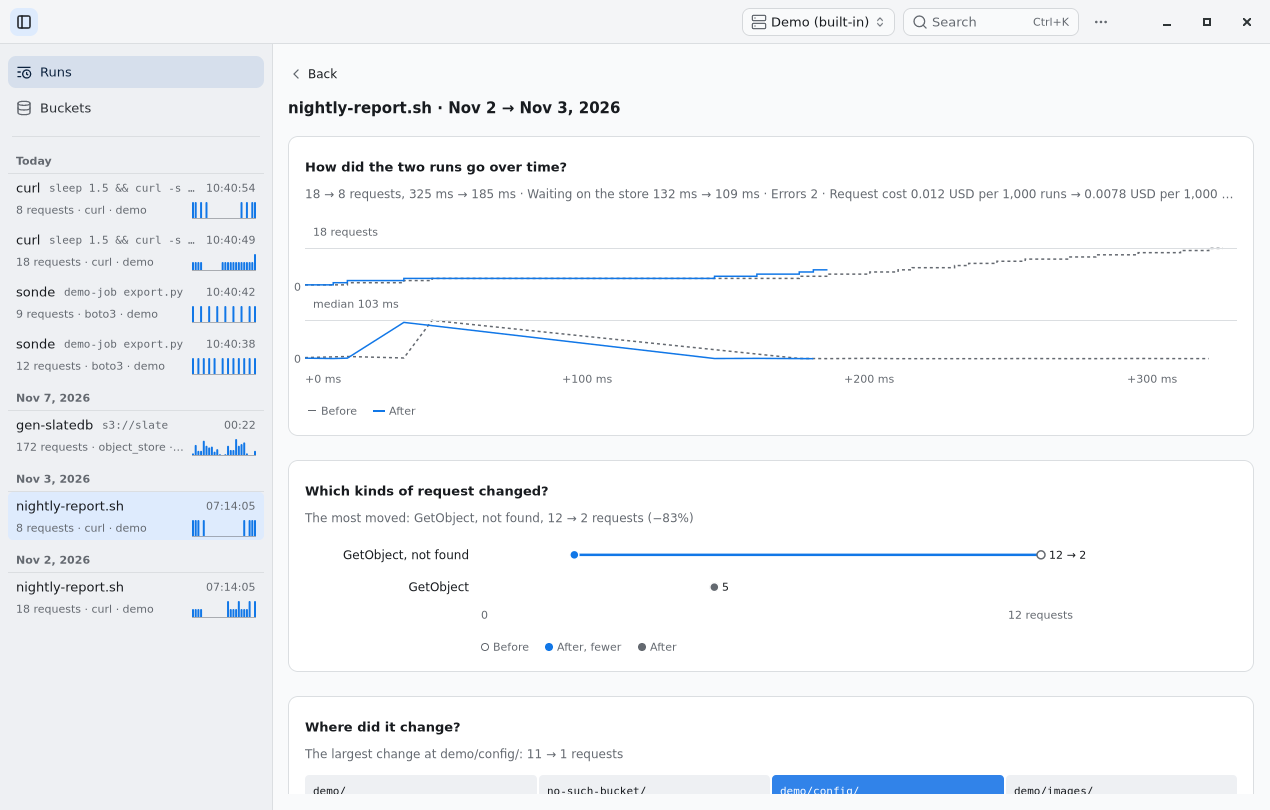 Demo (built-in)
Search Ctrl+K
Runs
Buckets
Today
curl sleep 1.5 && curl -s … 10:40:54
8 requests · curl · demo
curl sleep 1.5 && curl -s … 10:40:49
18 requests · curl · demo
sonde demo-job export.py 10:40:42
9 requests · boto3 · demo
sonde demo-job export.py 10:40:38
12 requests · boto3 · demo
Nov 7, 2026
gen-slatedb s3://slate 00:22
172 requests · object_store ·…
Nov 3, 2026
nightly-report.sh 07:14:05
8 requests · curl · demo
Nov 2, 2026
nightly-report.sh 07:14:05
18 requests · curl · demo
Back
nightly-report.sh · Nov 2 → Nov 3, 2026
How did the two runs go over time?
18 → 8 requests, 325 ms → 185 ms · Waiting on the store 132 ms → 109 ms · Errors 2 · Request cost 0.012 USD per 1,000 runs → 0.0078 USD per 1,000 …
18 requests
0
median 103 ms
0
+0 ms +100 ms +200 ms +300 ms
Before After
Which kinds of request changed?
The most moved: GetObject, not found, 12 → 2 requests (−83%)
GetObject, not found 12 → 2
GetObject 5
0 12 requests
Before After, fewer After
Where did it change?
The largest change at demo/config/: 11 → 1 requests
demo/ no-such-bucket/ demo/config/ demo/images/